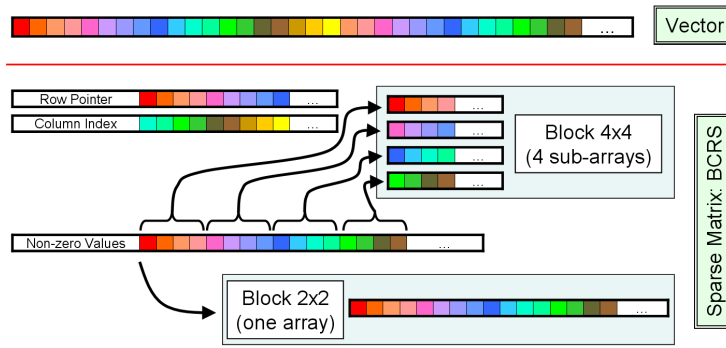 ...
Vector
Row Pointer
...
Column Index
...
...
...
...
...
Block 4x4
(4 sub-arrays)
Sparse Matrix: BCRS
Non-zero Values
...
Block 2x2
(one array)
...